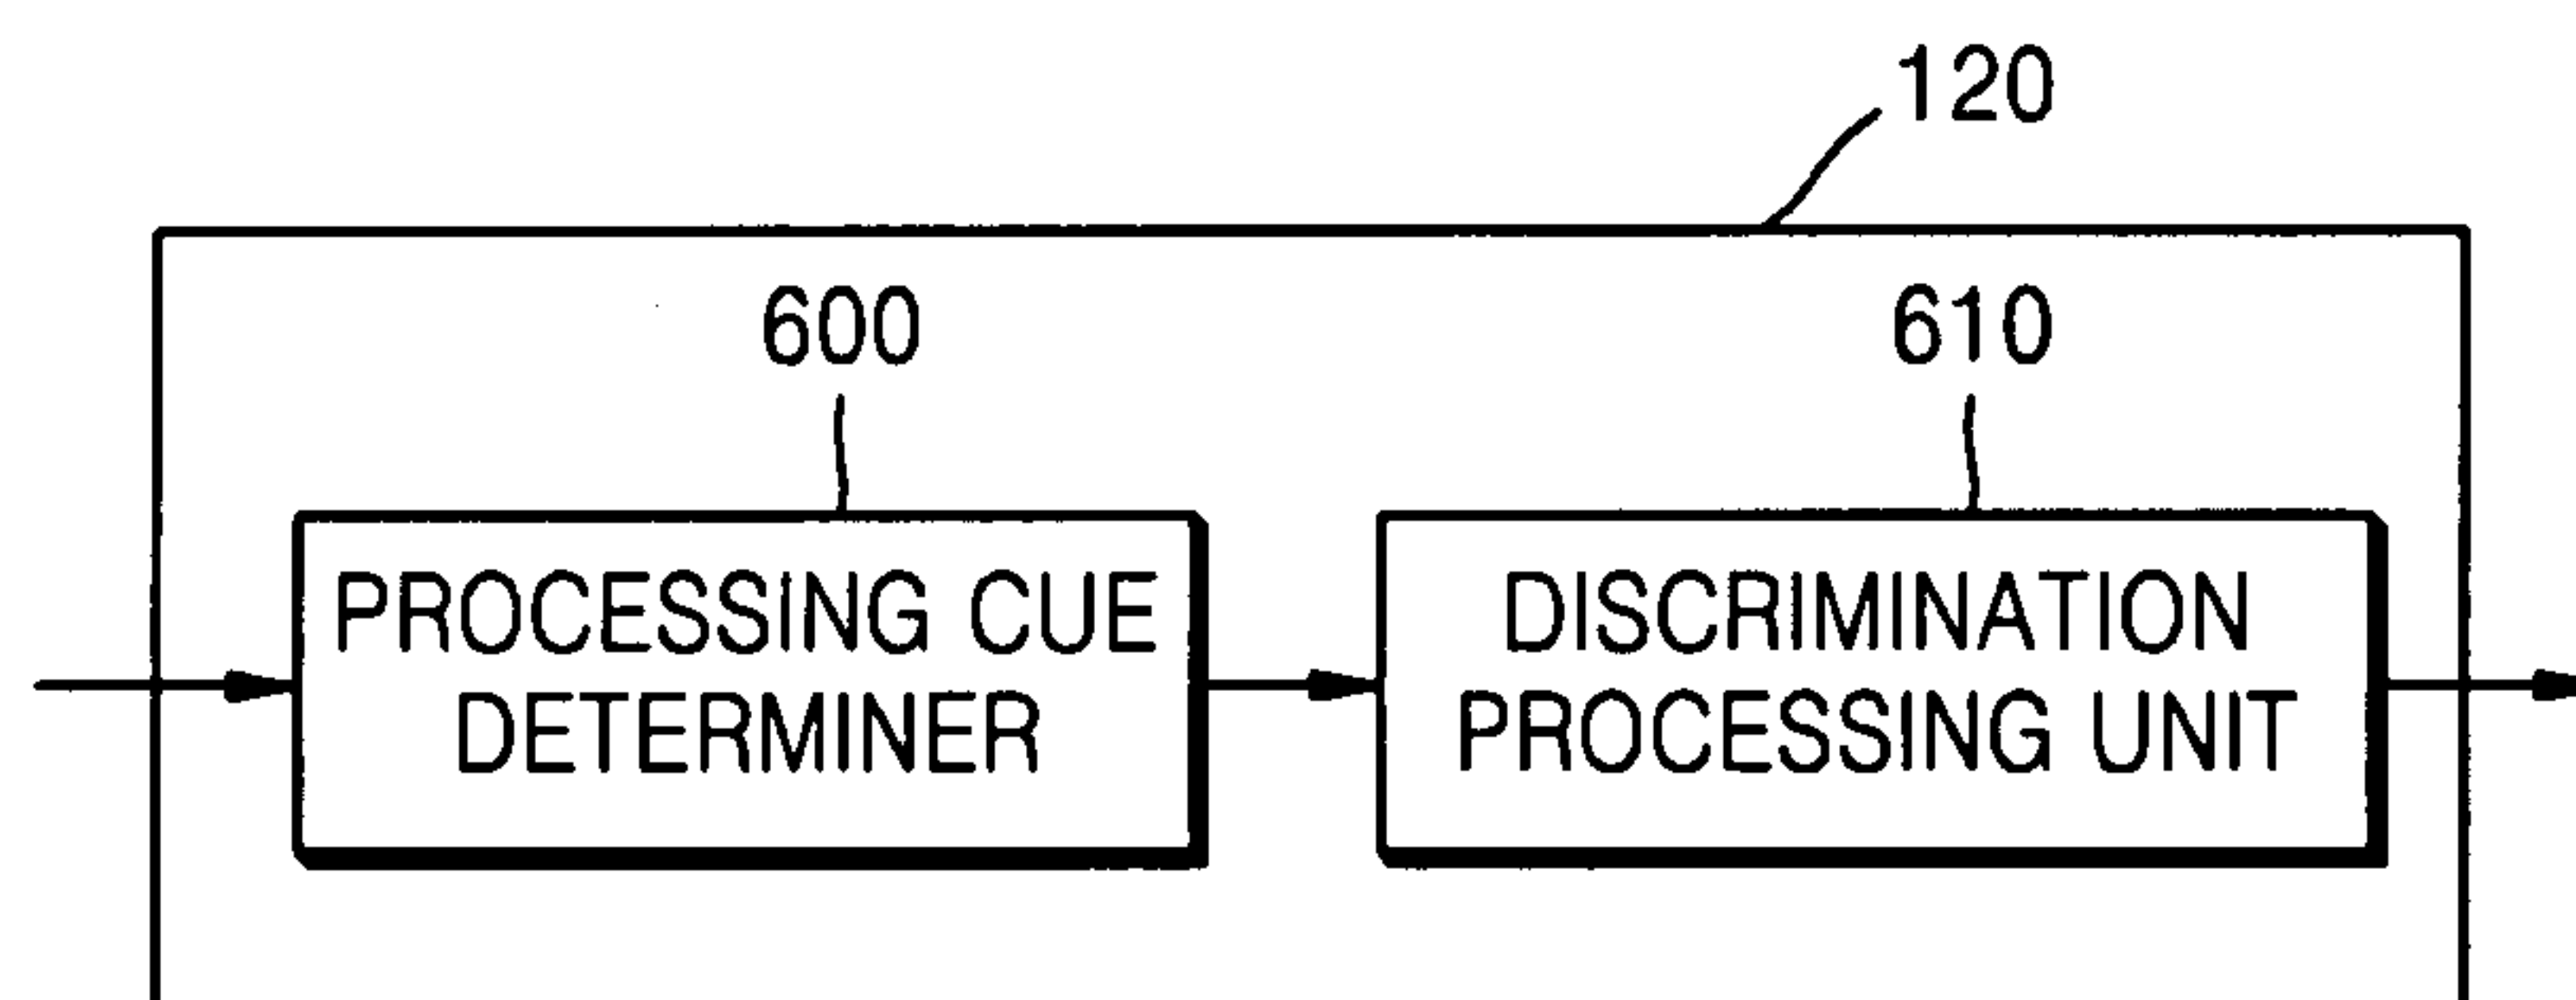 120
600
610
PROCESSING CUE
DETERMINER
DISCRIMINATION
PROCESSING UNIT